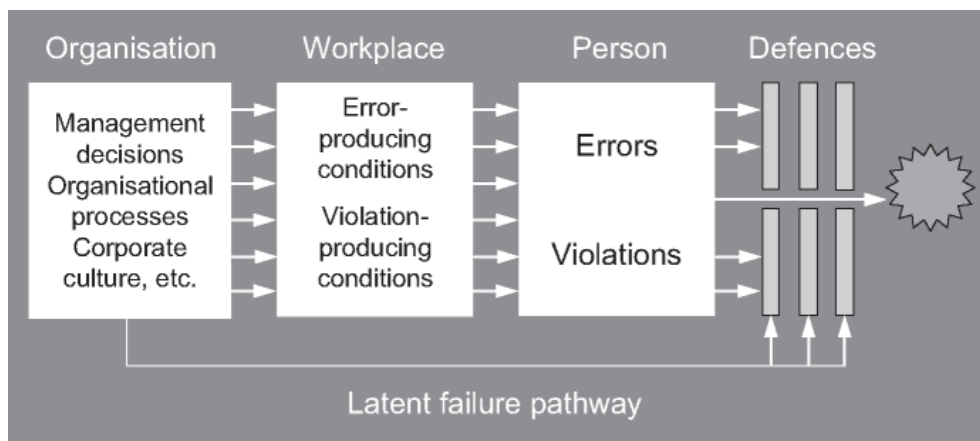 Organisation
Workplace
Person
Defences
Management
decisions
Organisational
processes
Corporate
culture, etc.
Error-
producing
conditions
Violation-
producing
conditions
Errors
Violations
Latent failure pathway